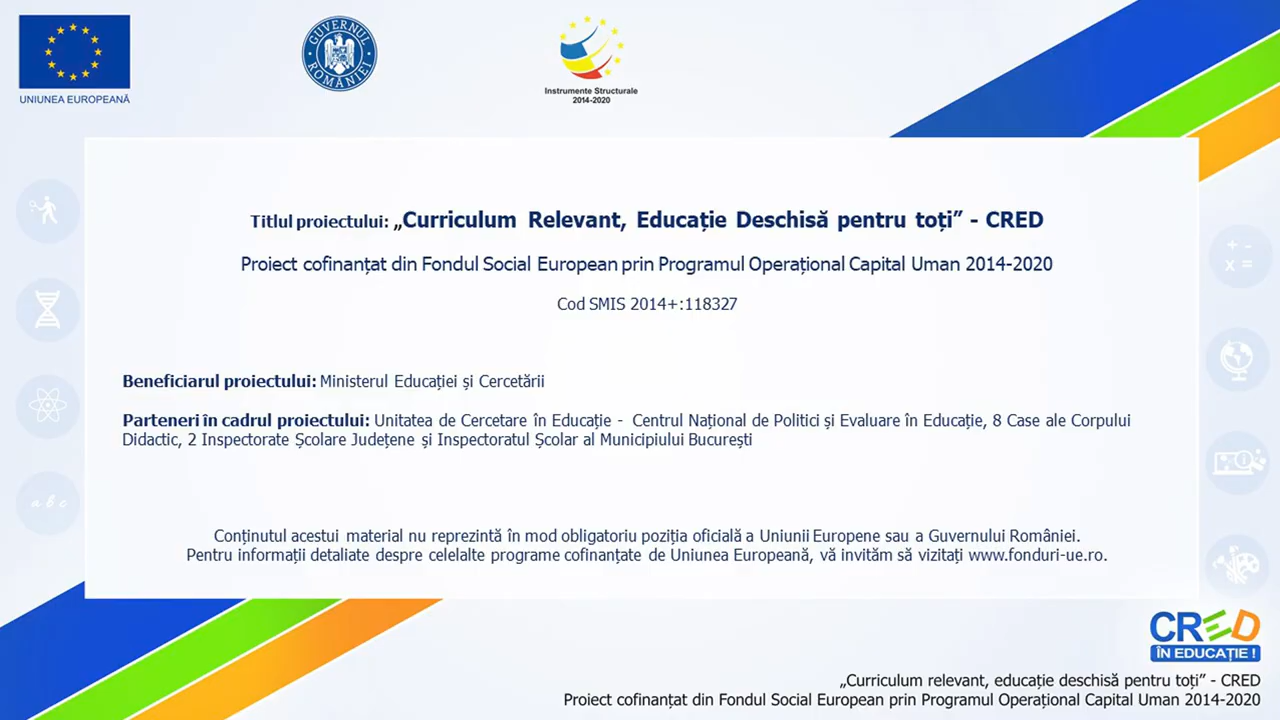 UNIUNEA EUROPEANĂ
GUVERNUL ROMÂNIEI
Instrumente Structurale
2014-2020
Titlul proiectului: „Curriculum Relevant, Educație Deschisă pentru toți” - CRED
Proiect cofinanțat din Fondul Social European prin Programul Operațional Capital Uman 2014-2020
Cod SMIS 2014+:118327
Beneficiarul proiectului: Ministerul Educației și Cercetării
Parteneri în cadrul proiectului: Unitatea de Cercetare în Educație - Centrul Național de Politici și Evaluare în Educație, 8 Case ale Corpului
Didactic, 2 Inspectorate Școlare Județene și Inspectoratul Școlar al Municipiului București
a b c
Conținutul acestui material nu reprezintă în mod obligatoriu poziția oficială a Uniunii Europene sau a Guvernului României.
Pentru informații detaliate despre celelalte programe cofinanțate de Uniunea Europeană, vă invităm să vizitați www.fonduri-ue.ro.
CRED
ÎN EDUCAȚIE !
„Curriculum relevant, educație deschisă pentru toți” - CRED
Proiect cofinanțat din Fondul Social European prin Programul Operațional Capital Uman 2014-2020